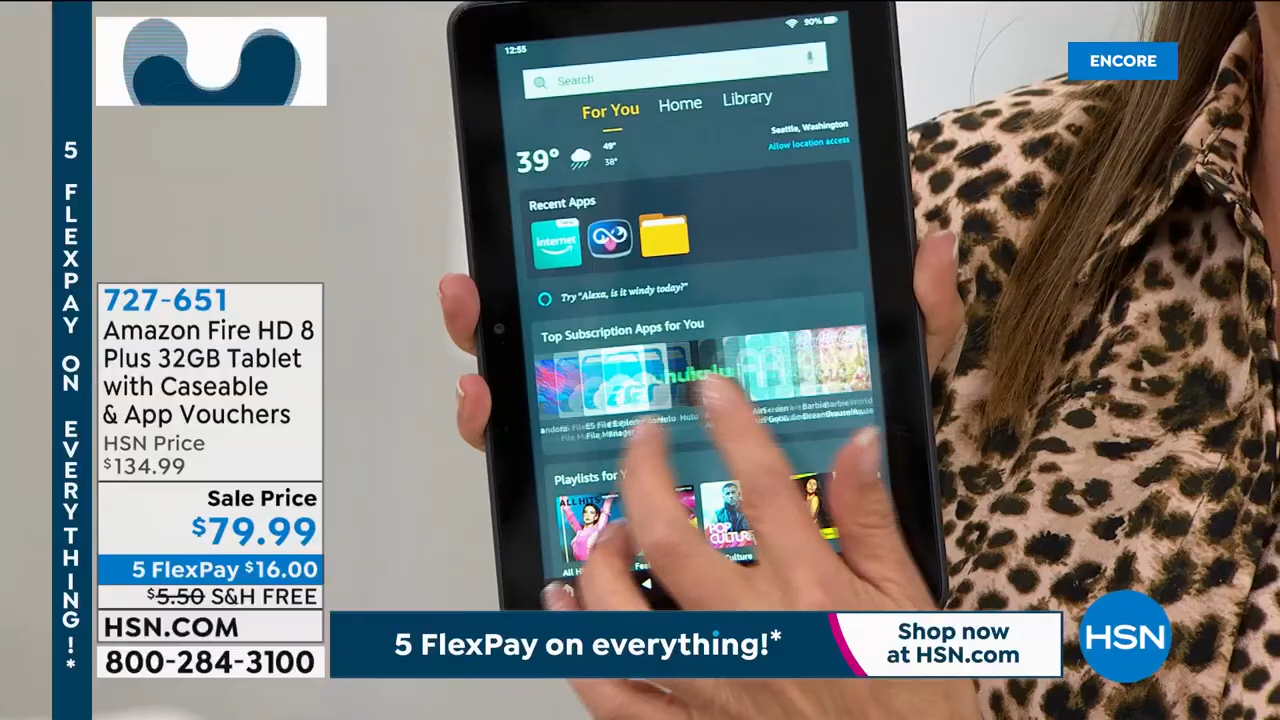 ENCORE
5 FLEXPAY ON EVERYTHING!*
727-651
Amazon Fire HD 8
Plus 32GB Tablet
with Caseable
& App Vouchers
HSN Price
$134.99
Sale Price
$79.99
5 FlexPay $16.00
$5.50 S&H FREE
HSN.COM
800-284-3100
12:55
90%
Search
For You Home Library
Seattle, Washington
Allow location access
39°
49°
38°
Recent Apps
internet
Try "Alexa, is it windy today?"
Top Subscription Apps for You
Hulu
Playlists for
ALL HITS
POP
CULTURE
All Hi
Culture
5 FlexPay on everything!*
Shop now
at HSN.com
HSN